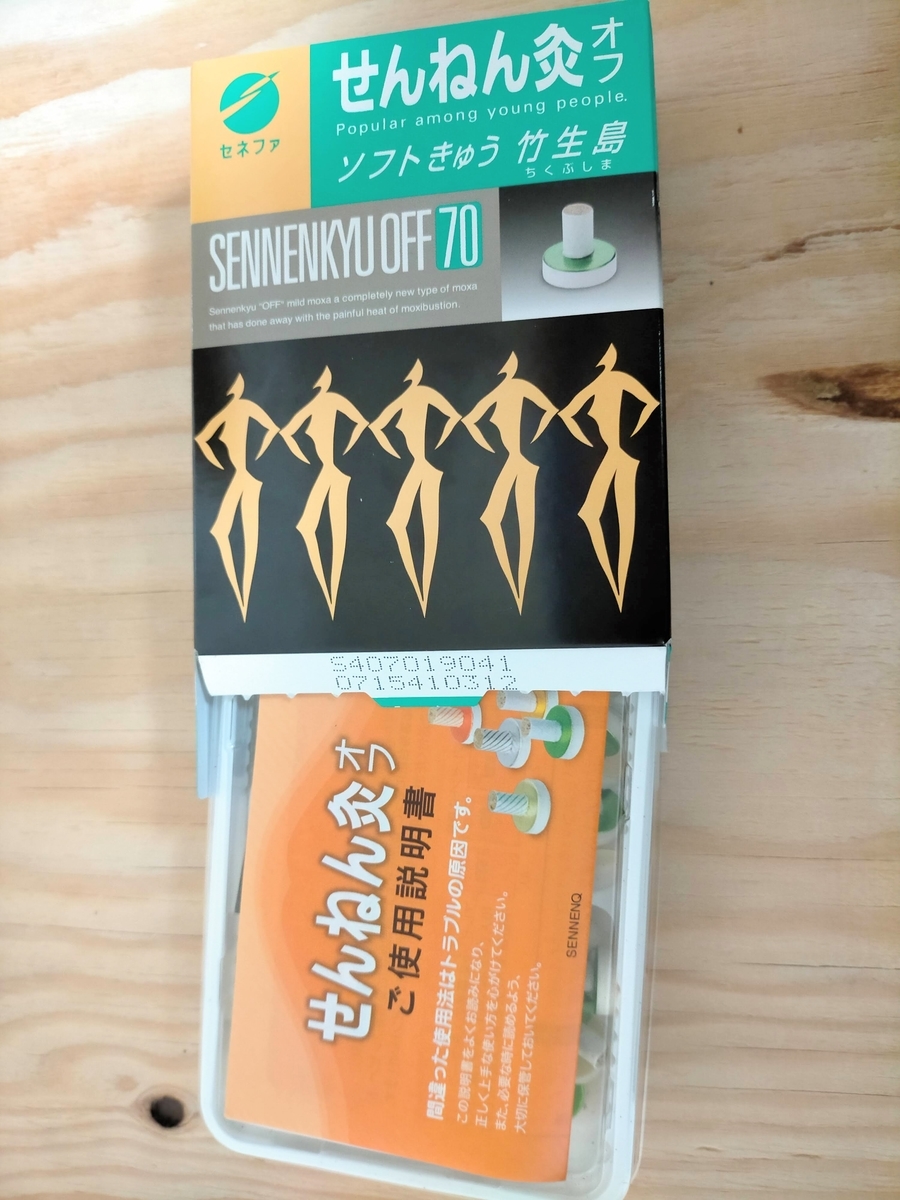 セネファ
せんねん灸オフ
Popular among young people.
ソフトきゅう 竹生島
ちくぶしま
SENNENKYU OFF 70
Sennenkyu "OFF" mild moxa a completely new type of moxa
that has done away with the painful heat of moxibustion.
S407019041
0715410312
せんねん灸オフ
ご使用説明書
間違った使用法はトラブルの原因です。
この説明書をよくお読みになり、
正しく上手な使い方を心がけてください。
また、必要な時に読めるよう、
大切に保管しておいてください。
SENNENQ